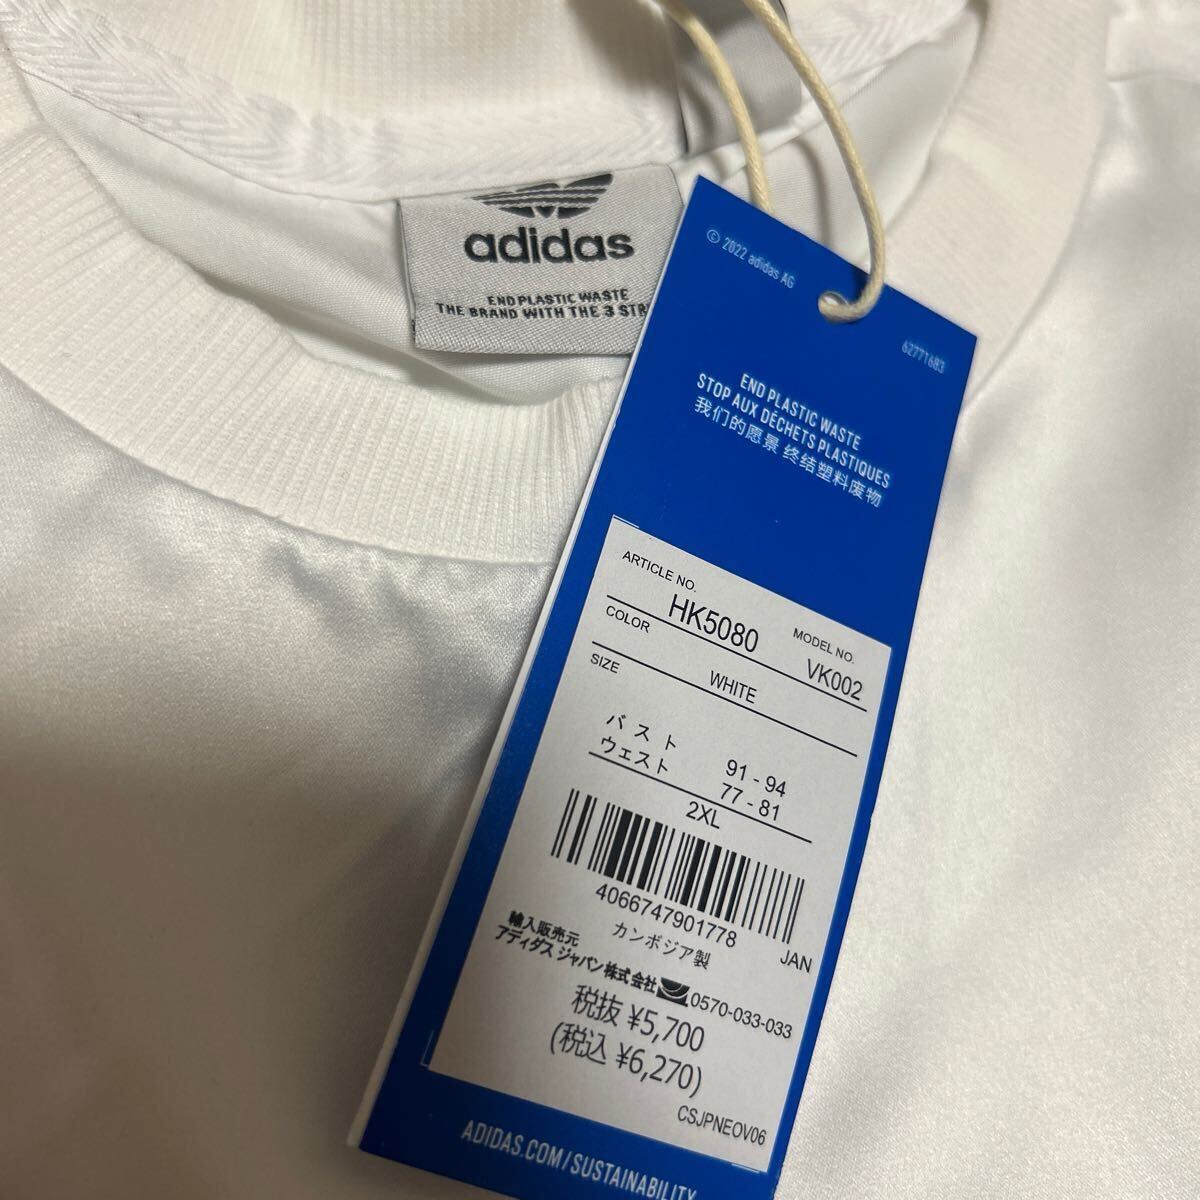 adidas
END PLASTIC WASTE
THE BRAND WITH THE 3 STR
© 2022 adidas AG
62771683
END PLASTIC WASTE
STOP AUX DÉCHETS PLASTIQUES
我们的愿景 终结塑料废物
ARTICLE NO.
HK5080
MODEL NO.
VK002
COLOR
WHITE
SIZE
バスト 91 - 94
ウェスト 77 - 81
2XL
4066747901778
JAN
カンボジア製
輸入販売元
アディダス ジャパン株式会社 0570-033-033
税抜 ¥5,700
(税込 ¥6,270)
CSJPNEOV06
ADIDAS.COM/SUSTAINABILITY